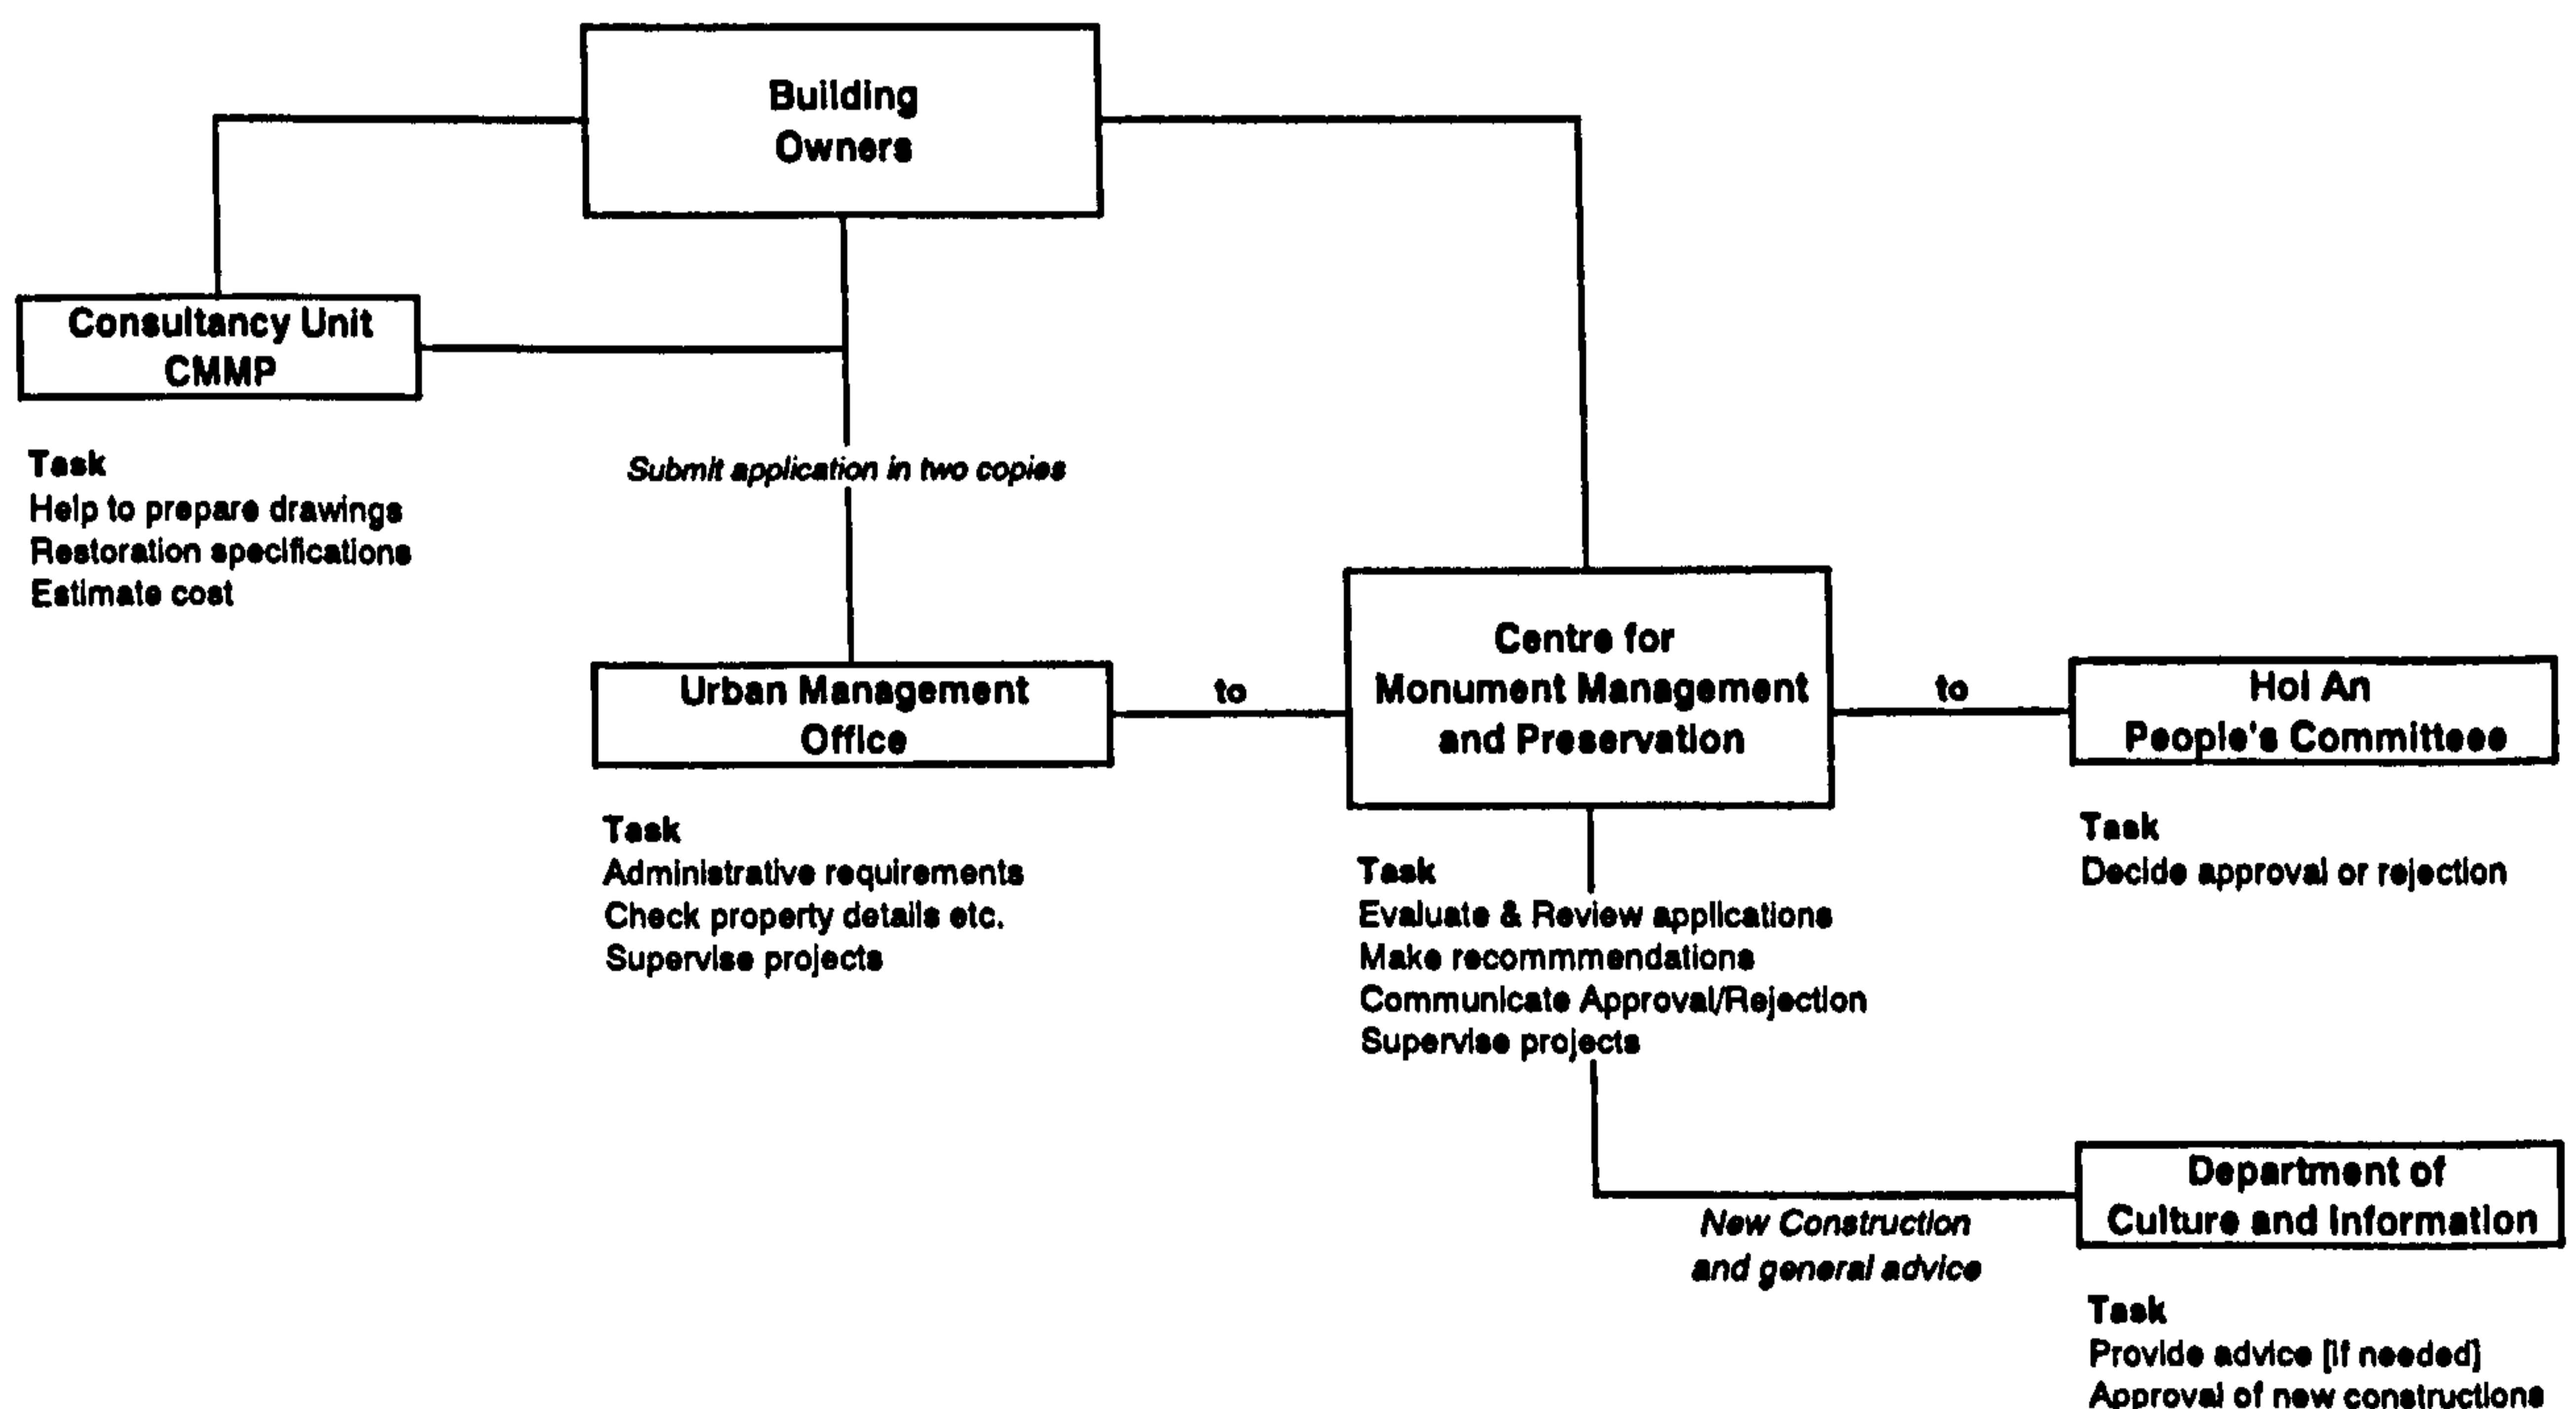 Building
Owners
Consultancy Unit
CMMP
Task
Help to prepare drawings
Restoration specifications
Estimate cost
Submit application in two copies
Urban Management
Office
Task
Administrative requirements
Check property details etc.
Supervise projects
to
Centre for
Monument Management
and Preservation
Task
Evaluate & Review applications
Make recommmendations
Communicate Approval/Rejection
Supervise projects
to
Hoi An
People's Committeee
Task
Decide approval or rejection
New Construction
and general advice
Department of
Culture and Information
Task
Provide advice [if needed]
Approval of new constructions